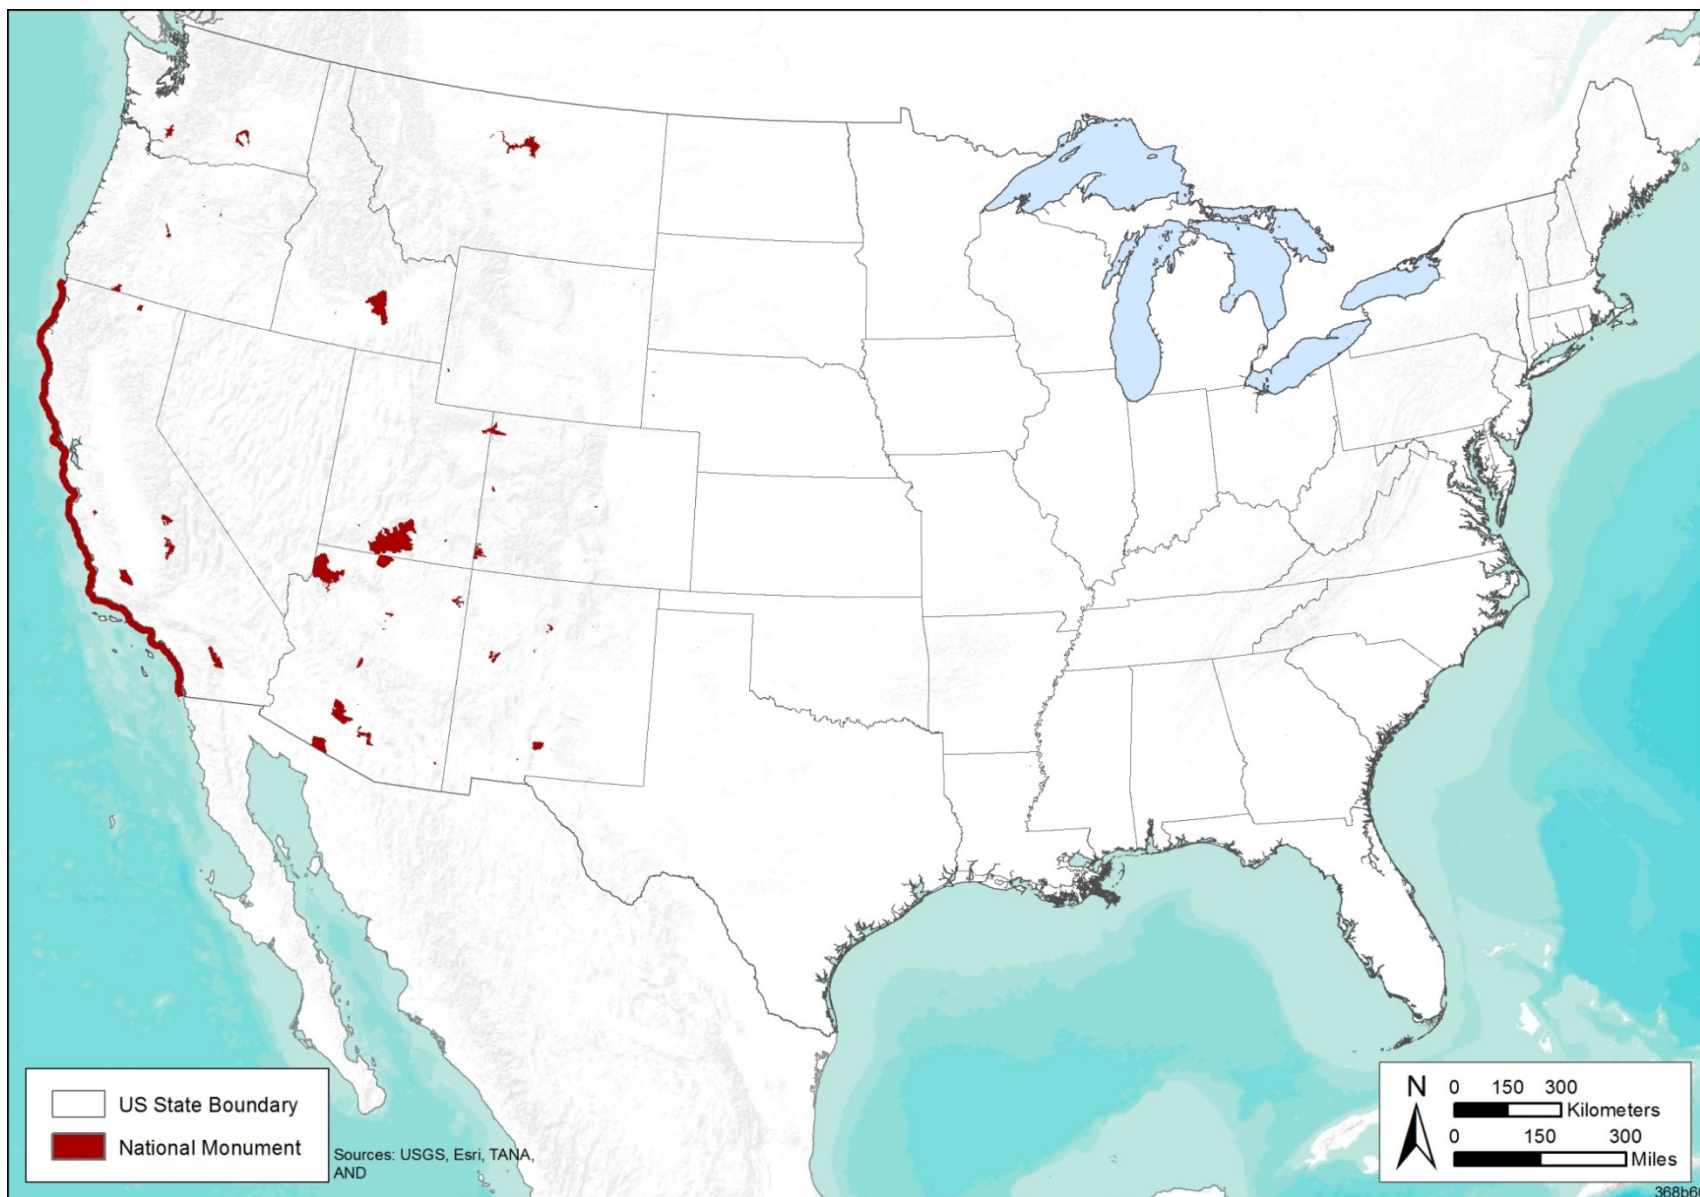 US State Boundary
National Monument
Sources: USGS, Esri, TANA,
AND
N
0 150 300
Kilometers
0 150 300
Miles